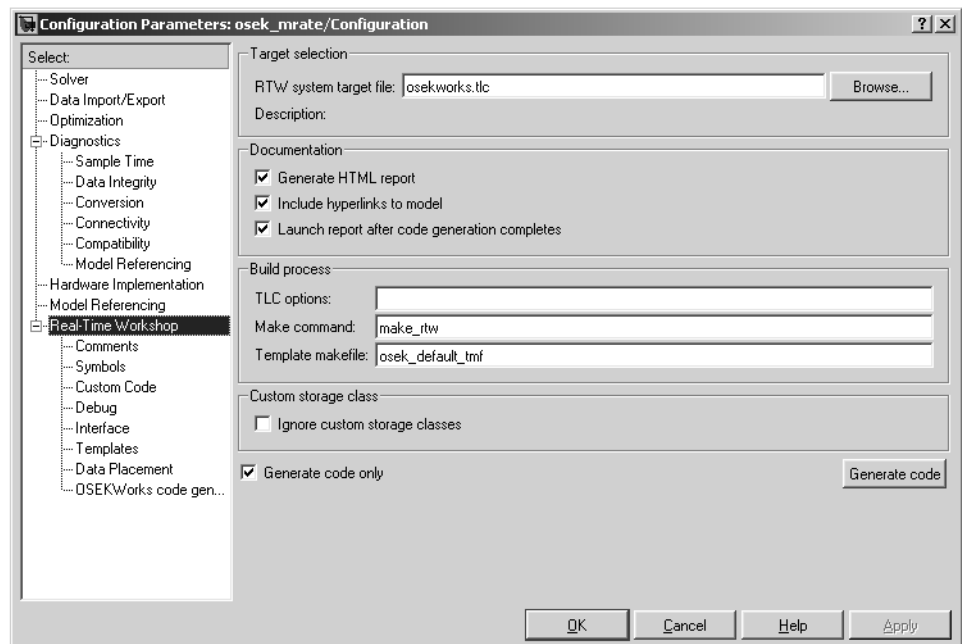 Configuration Parameters: osek_mrate/Configuration
Select:
Solver
Data Import/Export
Optimization
Diagnostics
Sample Time
Data Integrity
Conversion
Connectivity
Compatibility
Model Referencing
Hardware Implementation
Model Referencing
Real-Time Workshop
Comments
Symbols
Custom Code
Debug
Interface
Templates
Data Placement
OSEKWorks code gen...
Target selection
RTW system target file: osekworks.tlc Browse...
Description:
Documentation
Generate HTML report
Include hyperlinks to model
Launch report after code generation completes
Build process
TLC options:
Make command: make_rtw
Template makefile: osek_default_tmf
Custom storage class
Ignore custom storage classes
Generate code only Generate code
OK Cancel Help Apply